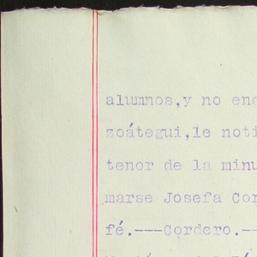 alumnos,y no enc
zoátegui,le noti
tenor de la minu
marse Josefa Cor
fé.---Cordero.--